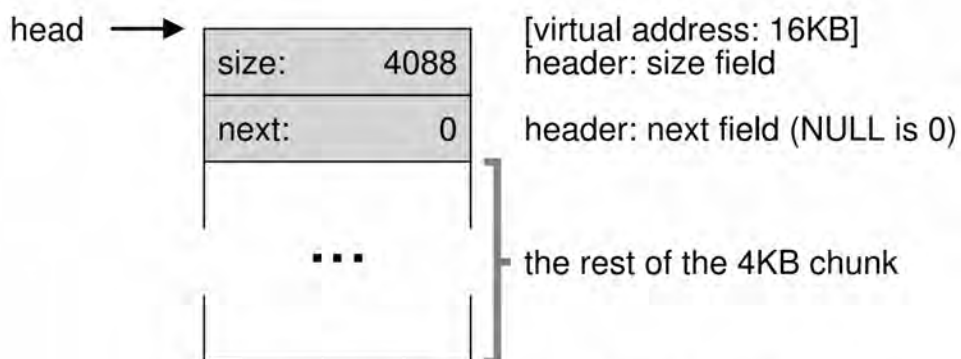 head
[virtual address: 16KB]
size: 4088
header: size field
next: 0
header: next field (NULL is 0)
...
the rest of the 4KB chunk